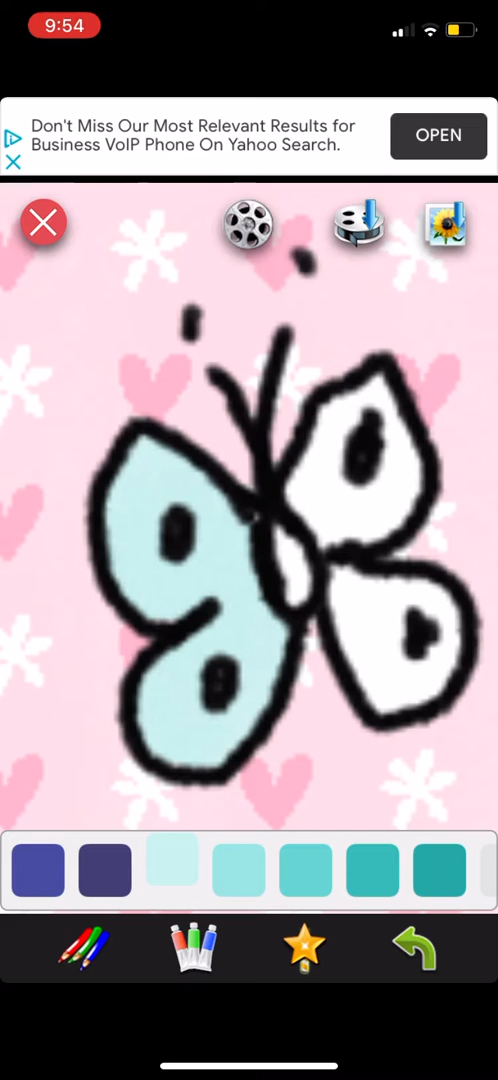 9:54
Don't Miss Our Most Relevant Results for
Business VoIP Phone On Yahoo Search.
OPEN